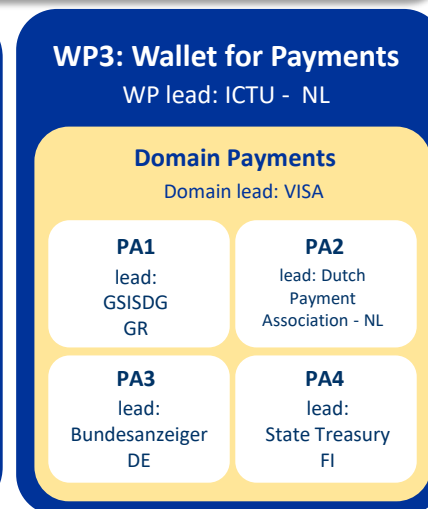 WP3: Wallet for Payments
WP lead: ICTU - NL
Domain Payments
Domain lead: VISA
PA1
lead:
GSISDG
GR
PA2
lead: Dutch
Payment
Association - NL
PA3
lead:
Bundesanzeiger
DE
PA4
lead:
State Treasury
FI